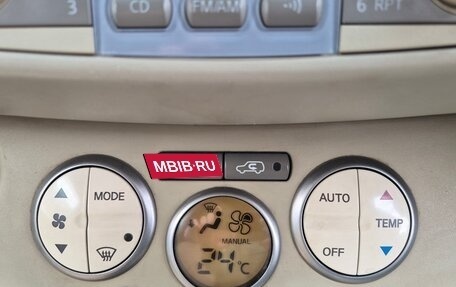 3
CD
FM/AM
6 RPT
MBIB.RU
MODE
AUTO
TEMP
OFF
MANUAL
24°C